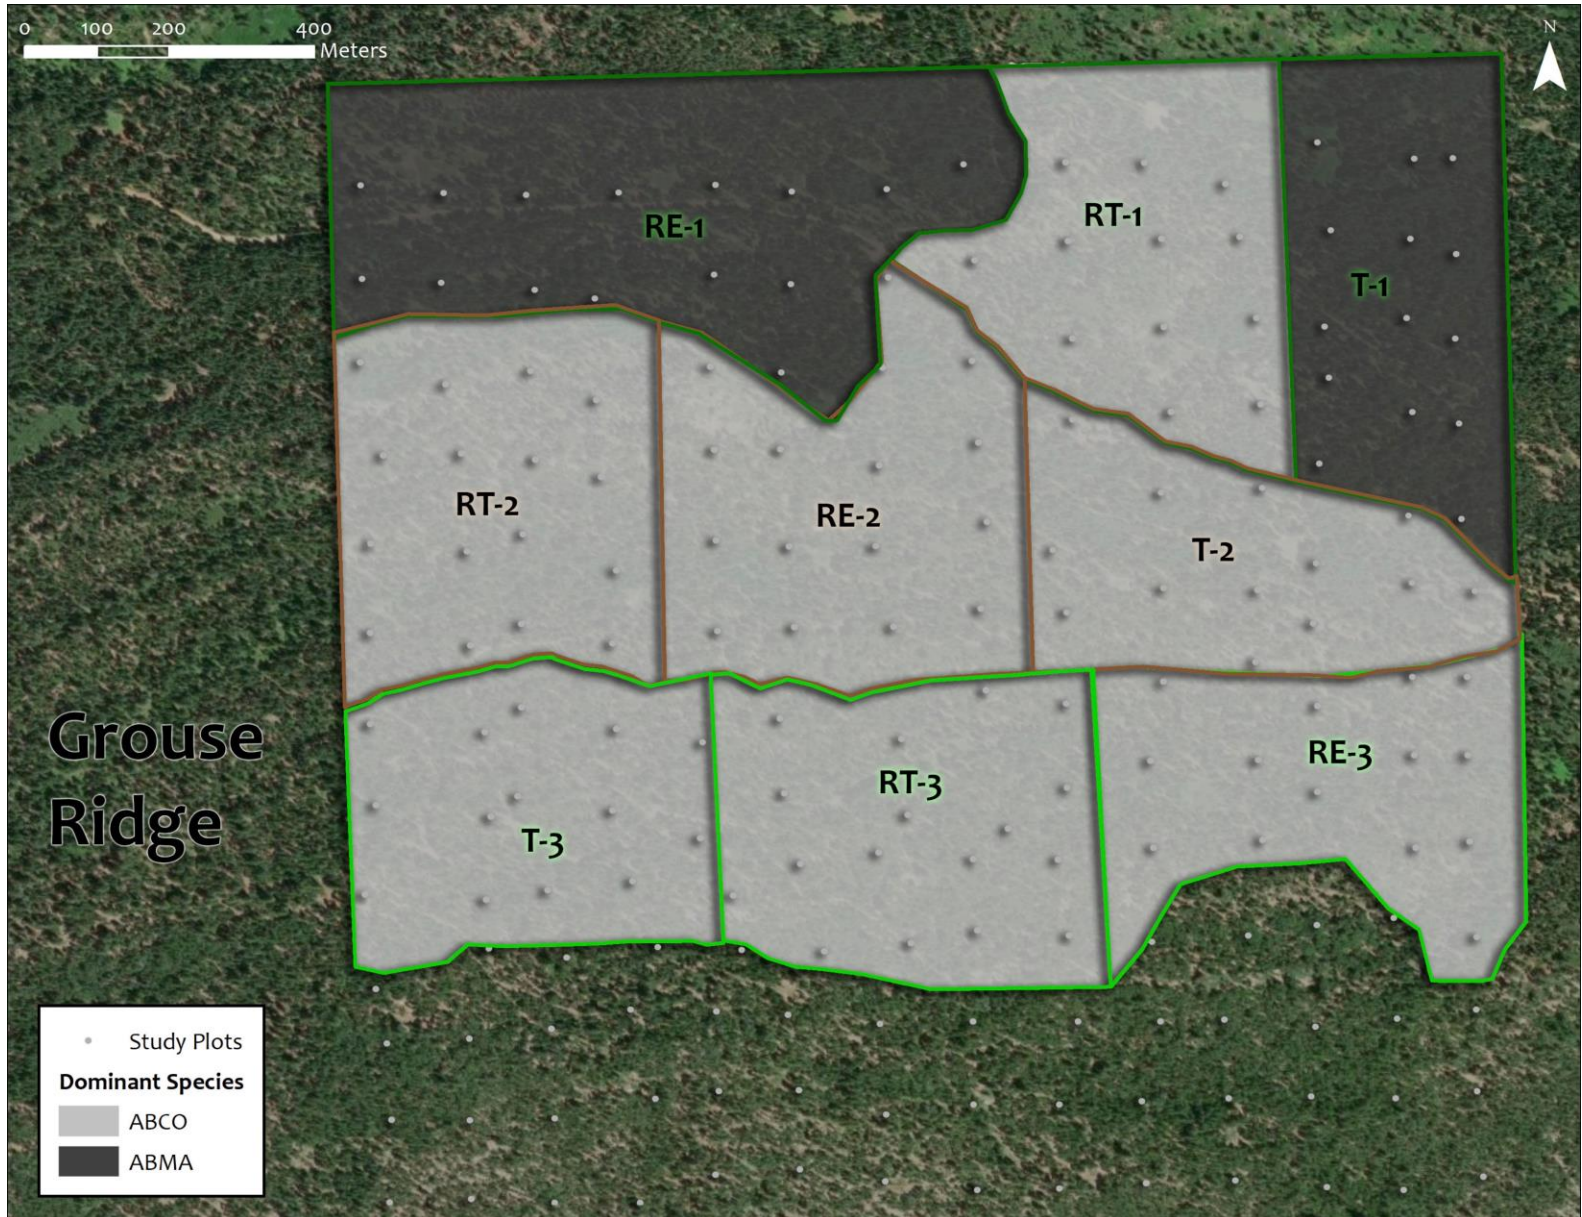 0 100 200 400
Meters
N
RE-1
RT-1
T-1
RT-2
RE-2
T-2
T-3
RT-3
RE-3
Grouse
Ridge
Study Plots
Dominant Species
ABCO
ABMA